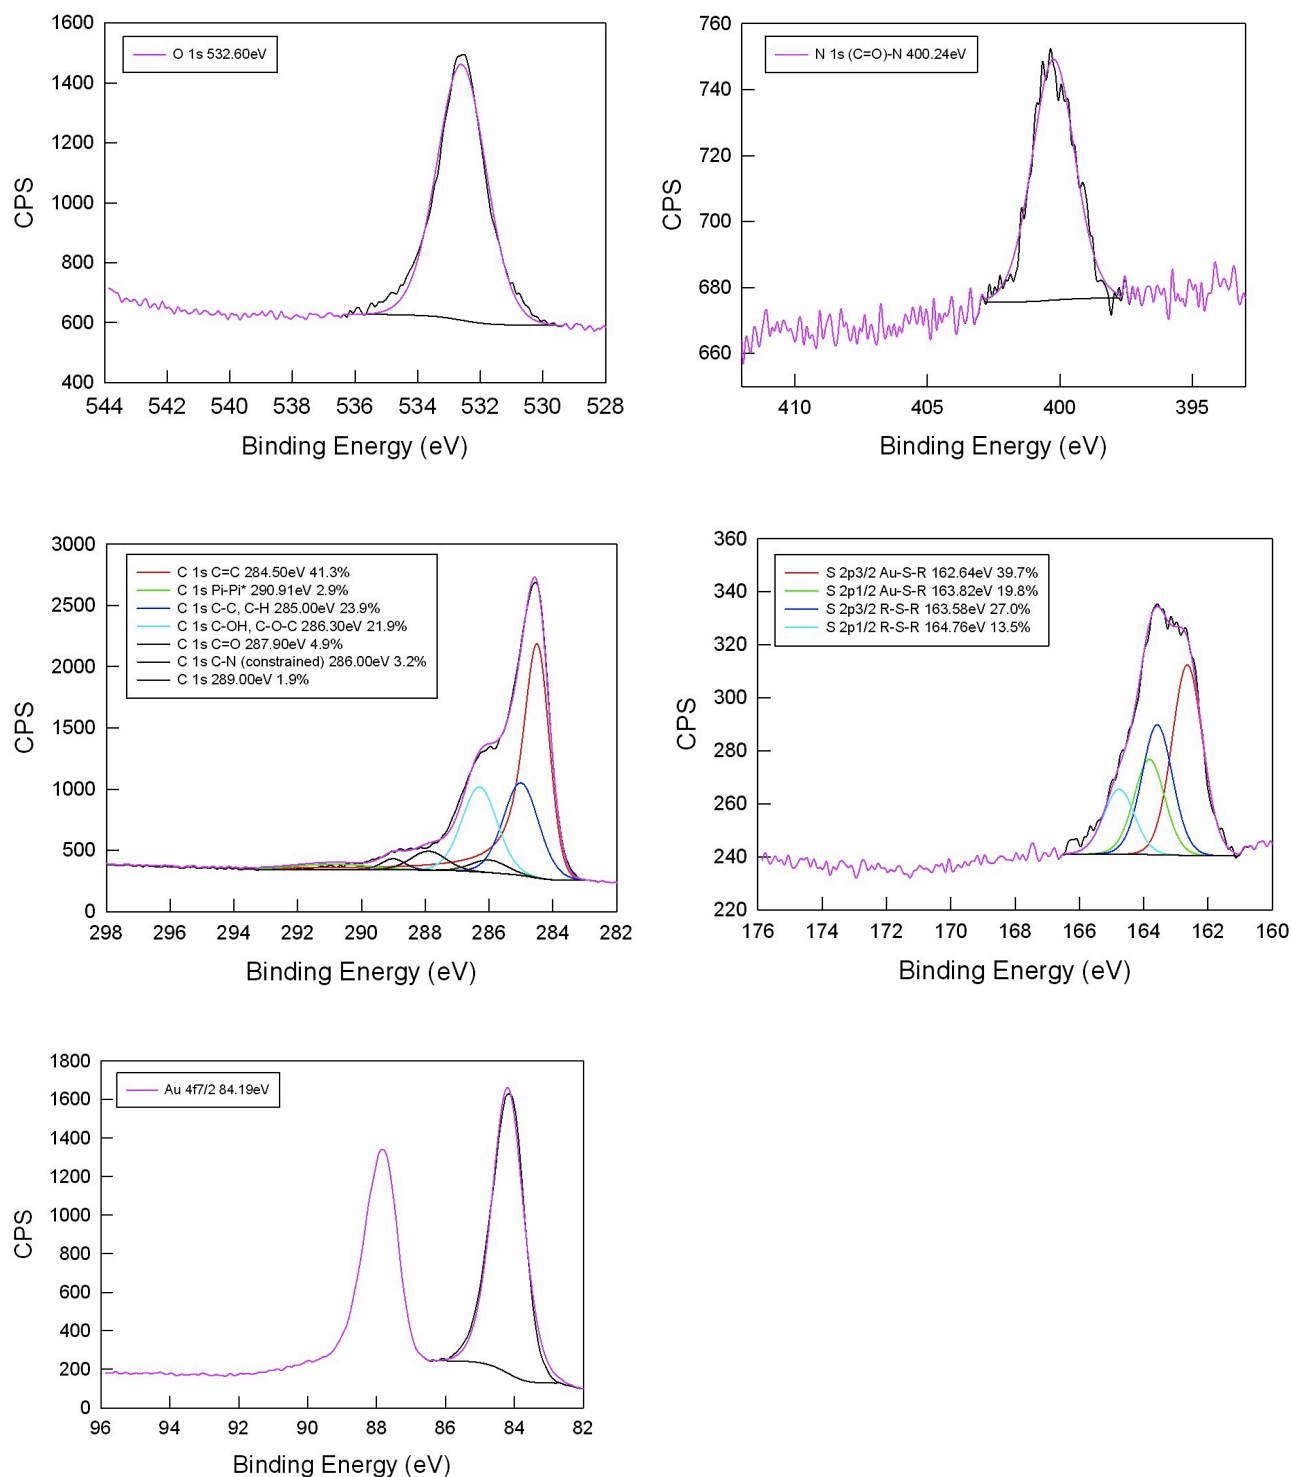 1600
1400
1200
1000
800
600
400
CPS
O 1s 532.60eV
544 542 540 538 536 534 532 530 528
Binding Energy (eV)
760
740
720
700
680
660
CPS
N 1s (C=O)-N 400.24eV
410 405 400 395
Binding Energy (eV)
3000
2500
2000
1500
1000
500
0
CPS
C 1s C=C 284.50eV 41.3%
C 1s Pi-Pi* 290.91eV 2.9%
C 1s C-C, C-H 285.00eV 23.9%
C 1s C-OH, C-O-C 286.30eV 21.9%
C 1s C=O 287.90eV 4.9%
C 1s C-N (constrained) 286.00eV 3.2%
C 1s 289.00eV 1.9%
298 296 294 292 290 288 286 284 282
Binding Energy (eV)
360
340
320
300
280
260
240
220
CPS
S 2p3/2 Au-S-R 162.64eV 39.7%
S 2p1/2 Au-S-R 163.82eV 19.8%
S 2p3/2 R-S-R 163.58eV 27.0%
S 2p1/2 R-S-R 164.76eV 13.5%
176 174 172 170 168 166 164 162 160
Binding Energy (eV)
1800
1600
1400
1200
1000
800
600
400
200
0
CPS
Au 4f7/2 84.19eV
96 94 92 90 88 86 84 82
Binding Energy (eV)